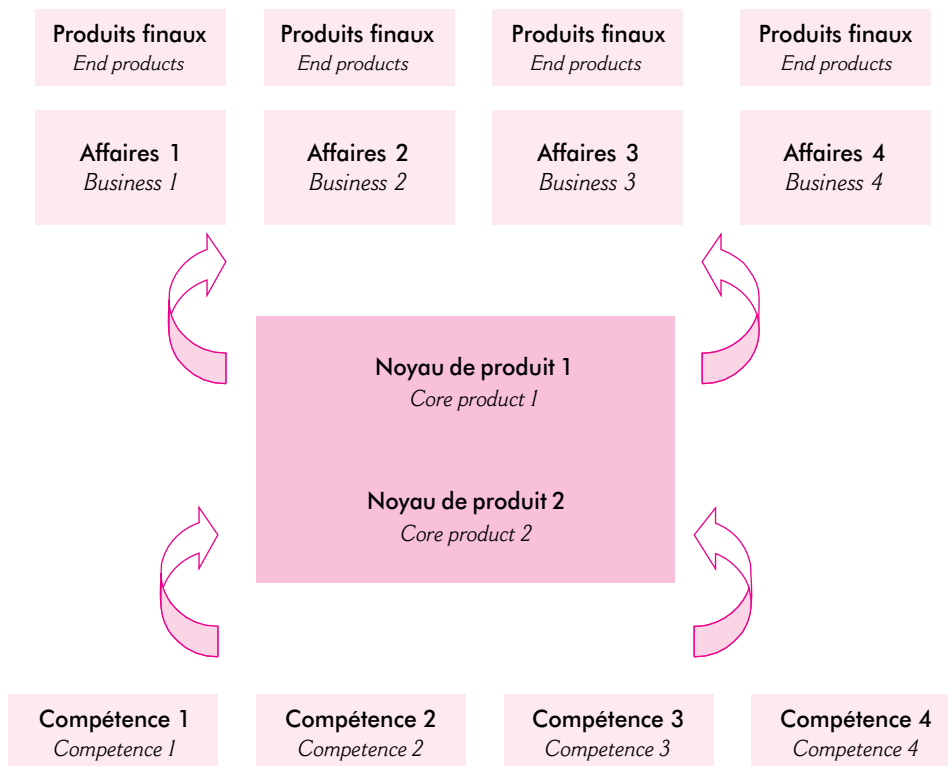 Produits finaux
End products
Produits finaux
End products
Produits finaux
End products
Produits finaux
End products
Affaires 1
Business 1
Affaires 2
Business 2
Affaires 3
Business 3
Affaires 4
Business 4
Noyau de produit 1
Core product 1
Noyau de produit 2
Core product 2
Compétence 1
Competence 1
Compétence 2
Competence 2
Compétence 3
Competence 3
Compétence 4
Competence 4